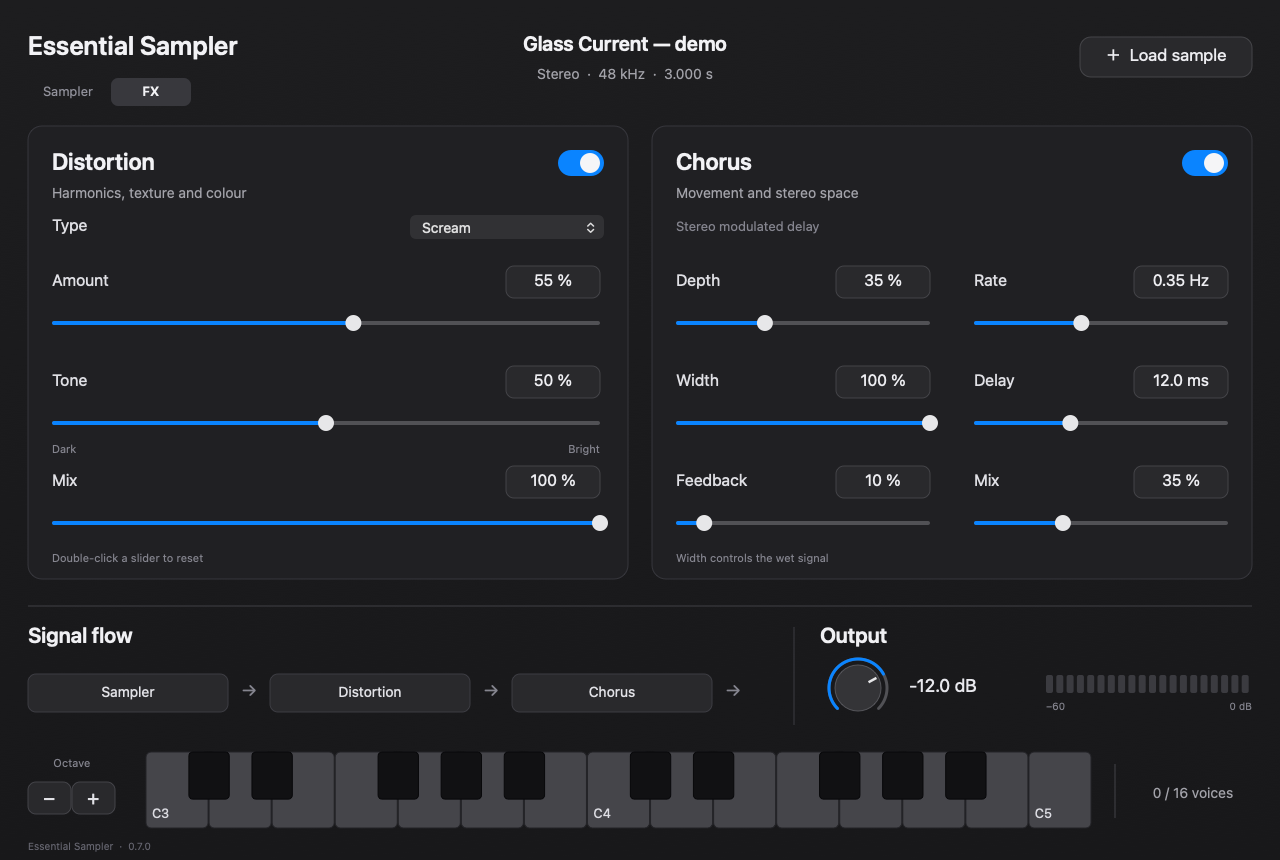 Essential Sampler
Glass Current — demo
Stereo · 48 kHz · 3.000 s
+ Load sample
Sampler
FX
Distortion
Harmonics, texture and colour
Type
Scream
Amount
55 %
Tone
50 %
Dark
Bright
Mix
100 %
Double-click a slider to reset
Chorus
Movement and stereo space
Stereo modulated delay
Depth
35 %
Rate
0.35 Hz
Width
100 %
Delay
12.0 ms
Feedback
10 %
Mix
35 %
Width controls the wet signal
Signal flow
Sampler → Distortion → Chorus →
Output
-12.0 dB
−60
0 dB
Octave
− +
C3
C4
C5
0 / 16 voices
Essential Sampler · 0.7.0